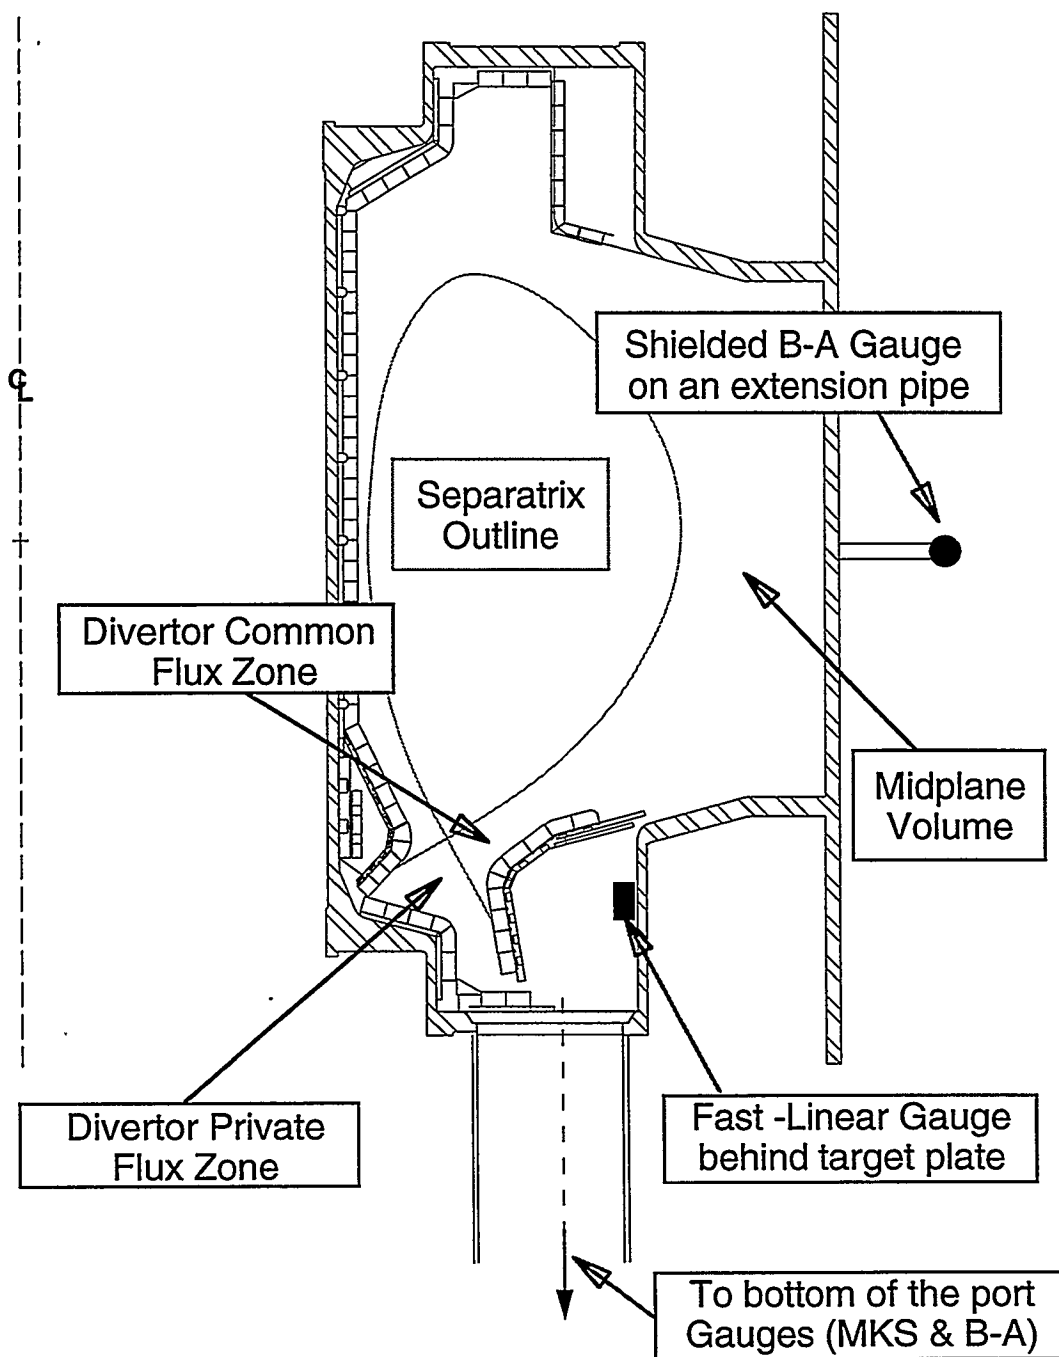 Shielded B-A Gauge
on an extension pipe
C
L
Separatrix
Outline
Divertor Common
Flux Zone
Midplane
Volume
Divertor Private
Flux Zone
Fast -Linear Gauge
behind target plate
To bottom of the port
Gauges (MKS & B-A)